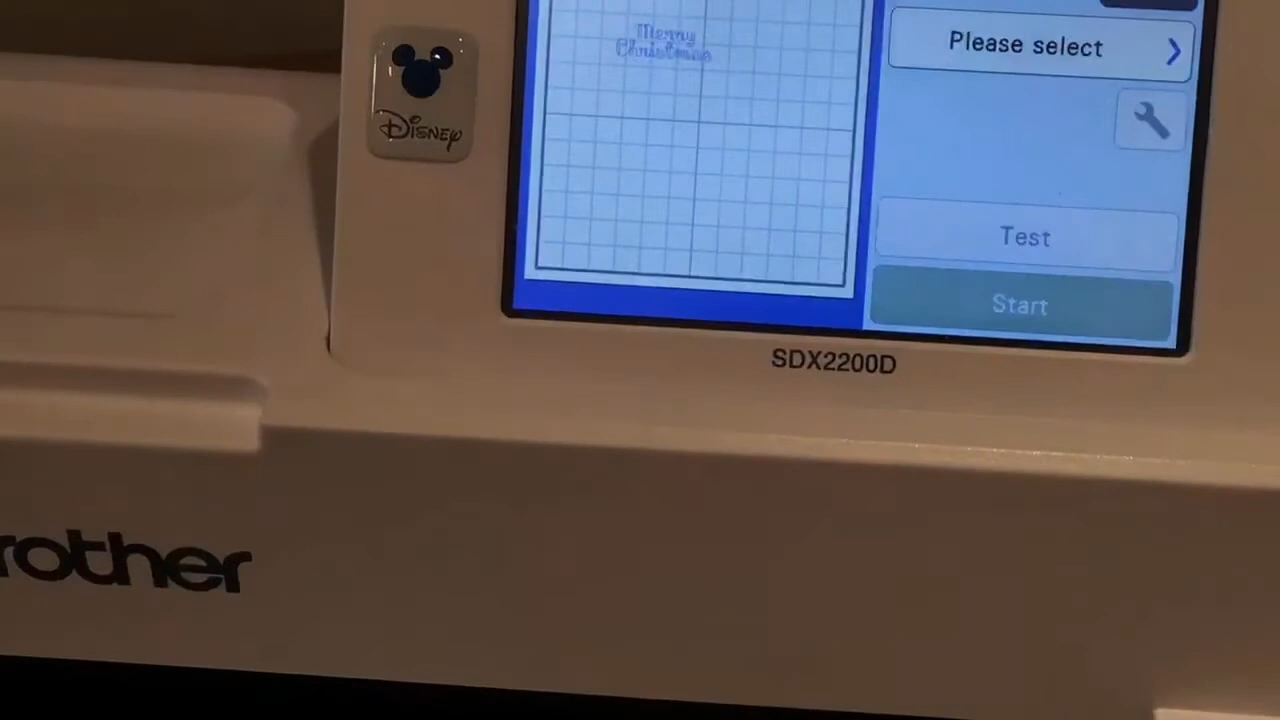 Merry
Christmas
Please select
Disney
Test
Start
SDX2200D
rother